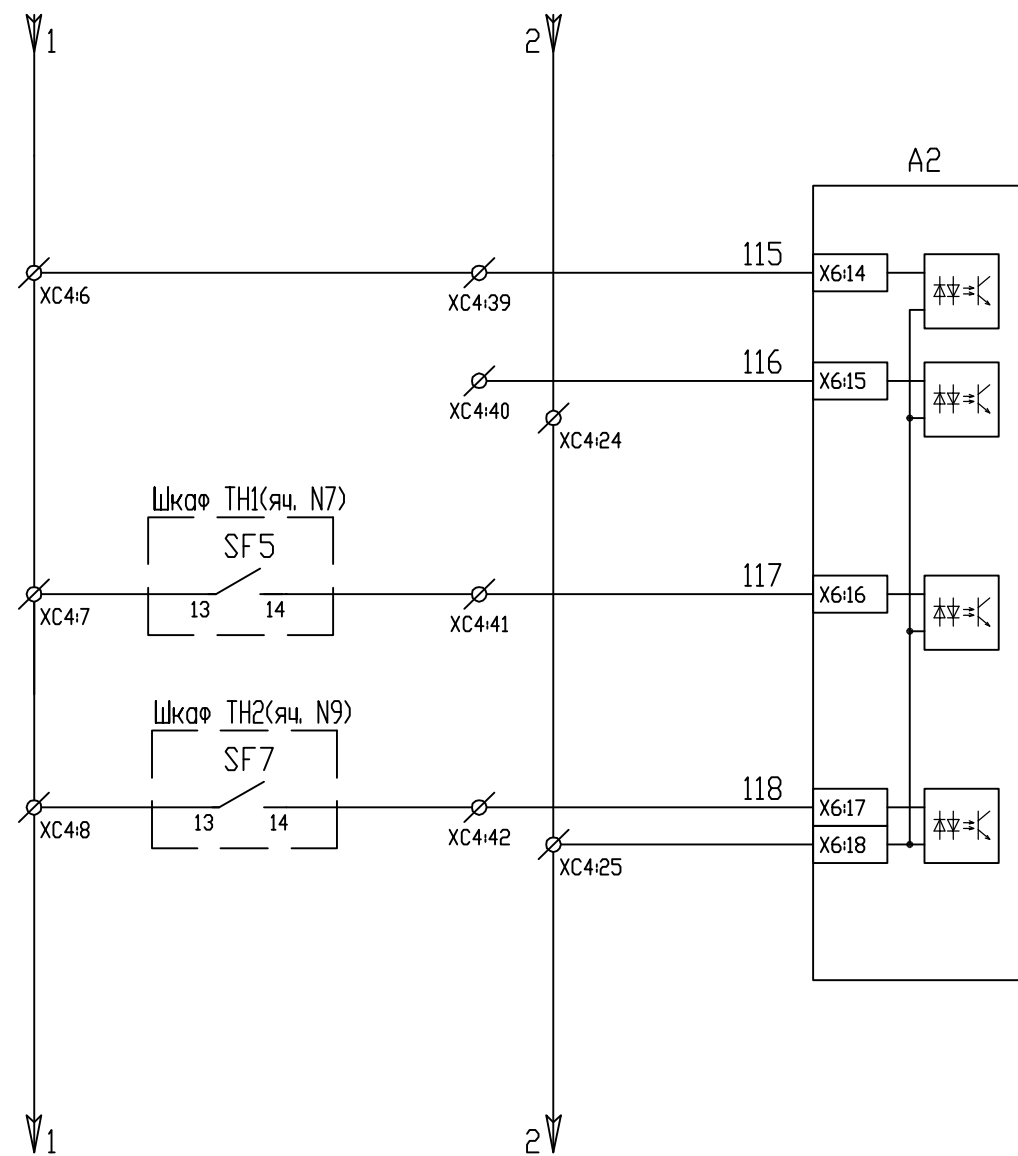 1
2
A2
115
X6:14
XC4:6
XC4:39
116
X6:15
XC4:40
XC4:24
Шкаф ТН1(яч. N7)
SF5
117
X6:16
13
14
XC4:7
XC4:41
Шкаф ТН2(яч. N9)
SF7
118
X6:17
13
14
XC4:8
XC4:42
X6:18
XC4:25
1
2